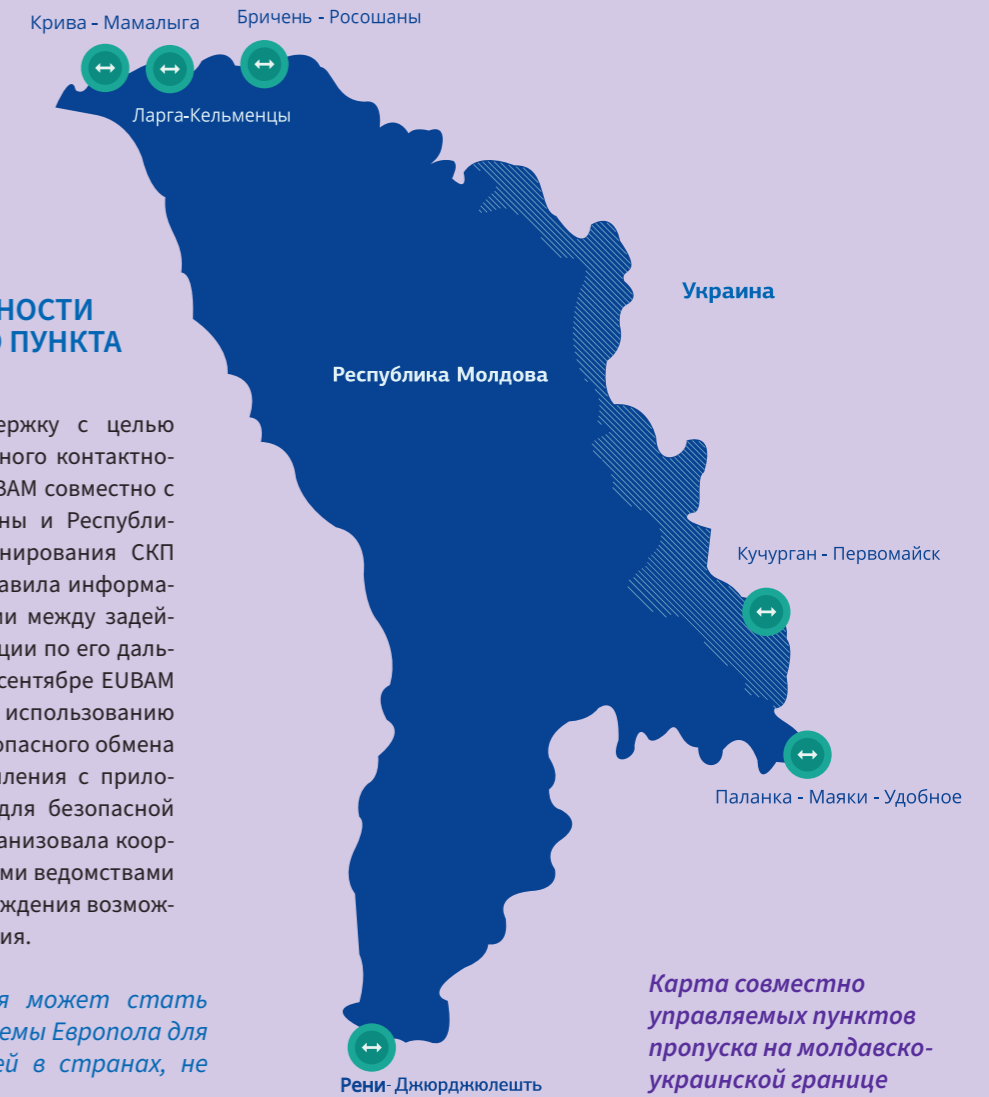 Крива - Мамалыга
Бричень - Росошаны
Ларга-Кельменцы
Украина
Республика Молдова
Кучурган - Первомайск
Паланка - Маяки - Удобное
Рени- Джюрджюлешть
НОСТИ
ПУНКТА
ержку с целью
ного контактно-
ВАМ совместно с
ны и Республи-
нирования СКП
авила информа-
и между задей-
ции по его даль-
сентябре EUBAM
использованию
опасного обмена
ления с прило-
для безопасной
анизовала коор-
ми ведомствами
ждения возмож-
ия.
я может стать
емы Европола для
ей в странах, не
Карта совместно
управляемых пунктов
пропуска на молдавско-
украинской границе